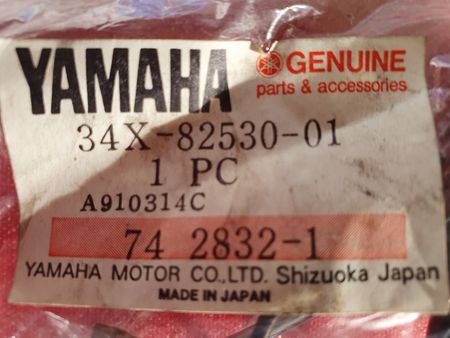 YAMAHA
GENUINE
parts & accessories
34X-82530-01
1 PC
A910314C
74 2832-1
YAMAHA MOTOR CO.,LTD. Shizuoka Japan
MADE IN JAPAN